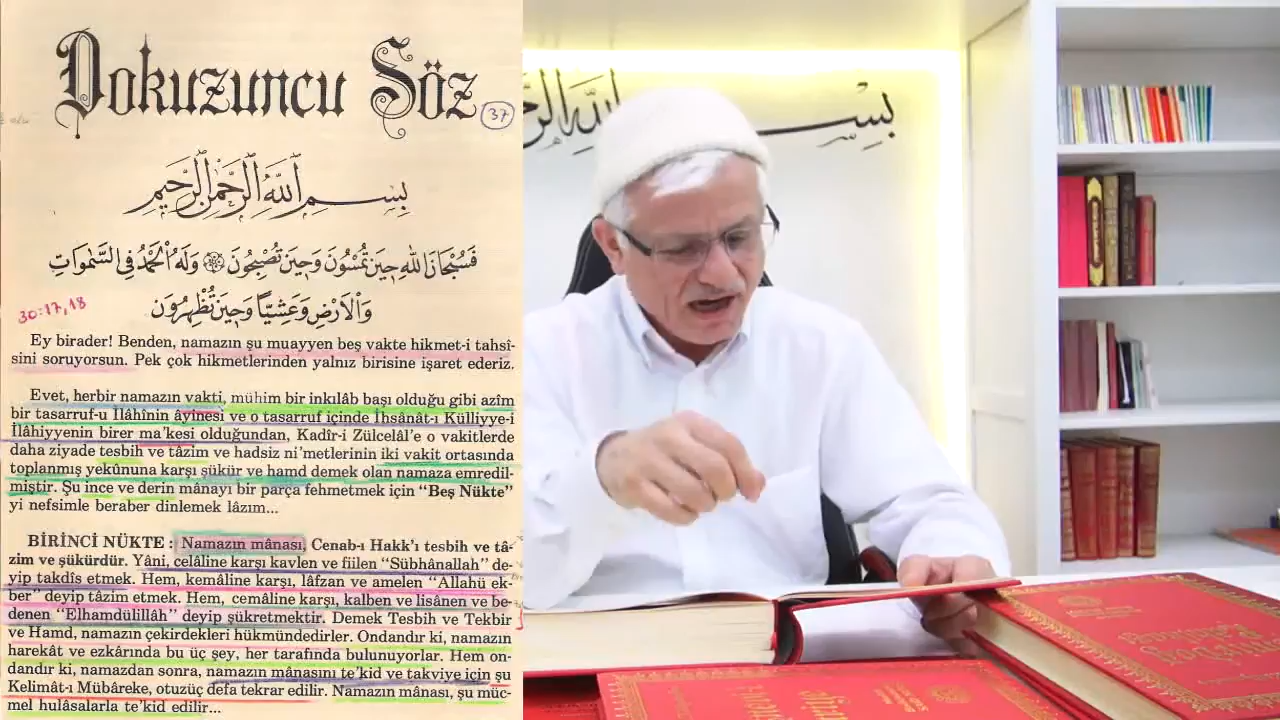 Dokuzuncu Söz
37
بِسْمِ اللّٰهِ الرَّحْمٰنِ الرَّحِيمِ
فَسُبْحَانَ اللّٰهِ حِينَ تُمْسُونَ وَحِينَ تُصْبِحُونَ ۞ وَلَهُ الْحَمْدُ فِى السَّمٰوَاتِ
وَالْاَرْضِ وَعَشِيًّا وَحِينَ تُظْهِرُونَ
30:17,18
Ey birader! Benden, namazın şu muayyen beş vakte hikmet-i tahsi-
sini soruyorsun. Pek çok hikmetlerinden yalnız birisine işaret ederiz.
Evet, herbir namazın vakti, mühim bir inkılâb başı olduğu gibi azîm
bir tasarruf-u İlâhînin âyinesi ve o tasarruf içinde İhsânât-ı Külliyye-i
İlâhiyyenin birer ma'kesi olduğundan, Kadîr-i Zülcelâl'e o vakitlerde
daha ziyade tesbih ve tâzim ve hadsiz ni'metlerinin iki vakit ortasında
toplanmış yekûnuna karşı şükür ve hamd demek olan namaza emredil-
miştir. Şu ince ve derin mânayı bir parça fehmetmek için "Beş Nükte"
yi nefsimle beraber dinlemek lâzım...
BİRİNCİ NÜKTE : Namazın mânası, Cenab-ı Hakk'ı tesbih ve tâ-
zim ve şükürdür. Yâni, celâline karşı kavlen ve fiilen "Sübhânallah" de-
yip takdîs etmek. Hem, kemâline karşı, lâfzan ve amelen "Allahü ek-
ber" deyip tâzim etmek. Hem, cemâline karşı, kalben ve lisânen ve be-
denen "Elhamdülillâh" deyip şükretmektir. Demek Tesbih ve Tekbir
ve Hamd, namazın çekirdekleri hükmündedirler. Ondandır ki, namazın
harekât ve ezkârında bu üç şey, her tarafında bulunuyorlar. Hem on-
dandır ki, namazdan sonra, namazın mânasını te'kid ve takviye için şu
Kelimât-ı Mübâreke, otuzüç defa tekrar edilir. Namazın mânası, şu müc-
mel hulâsalarla te'kid edilir...
بِسْمِ اللّٰهِ